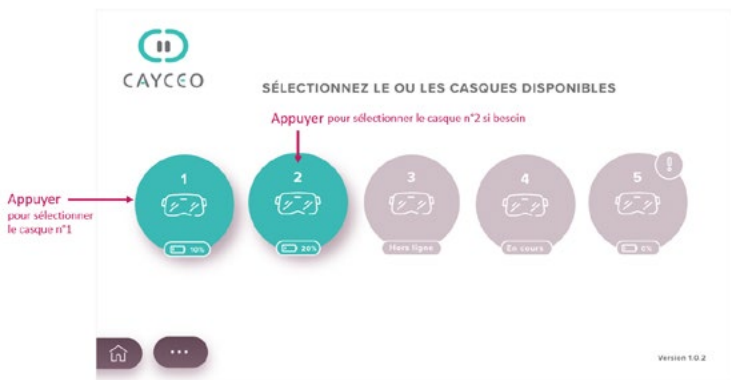 CAYCEO
SÉLECTIONNEZ LE OU LES CASQUES DISPONIBLES
Appuyer pour sélectionner le casque n°2 si besoin
1
2
3
4
5
Appuyer
pour sélectionner
le casque n°1
10%
20%
Hors ligne
En cours
0%
Version 1.0.2